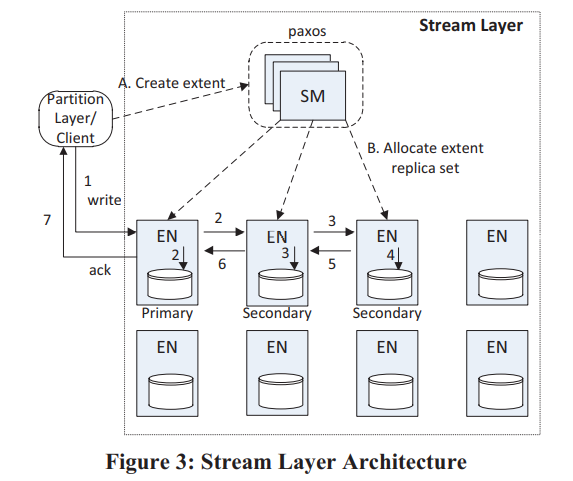 Stream Layer
paxos
A. Create extent
SM
Partition
Layer/
Client
B. Allocate extent
replica set
1
write
7
ack
2
3
6
5
EN
2
Primary
EN
3
Secondary
EN
4
Secondary
EN
EN
EN
EN
EN
Figure 3: Stream Layer Architecture